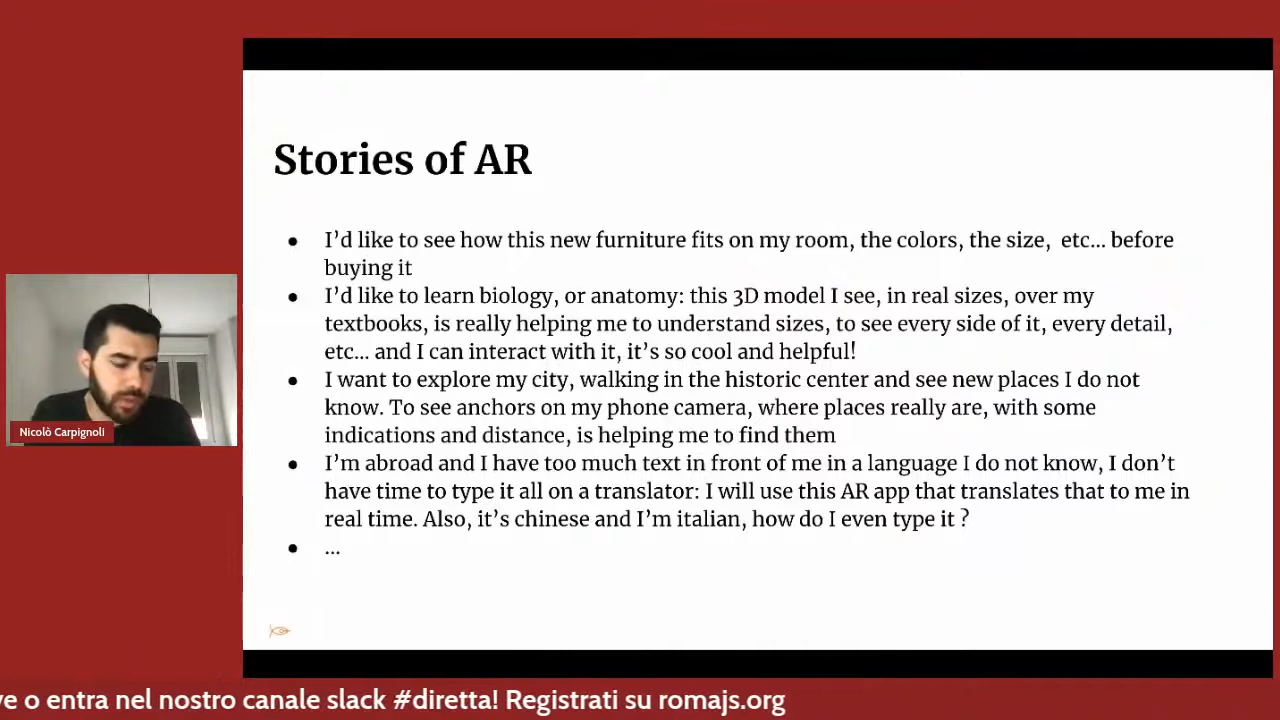 Stories of AR
● I’d like to see how this new furniture fits on my room, the colors, the size, etc... before
buying it
● I’d like to learn biology, or anatomy: this 3D model I see, in real sizes, over my
textbooks, is really helping me to understand sizes, to see every side of it, every detail,
etc... and I can interact with it, it’s so cool and helpful!
● I want to explore my city, walking in the historic center and see new places I do not
know. To see anchors on my phone camera, where places really are, with some
indications and distance, is helping me to find them
● I’m abroad and I have too much text in front of me in a language I do not know, I don’t
have time to type it all on a translator: I will use this AR app that translates that to me in
real time. Also, it’s chinese and I’m italian, how do I even type it ?
● ...
Nicolò Carpignoli
o entra nel nostro canale slack #diretta! Registrati su romajs.org